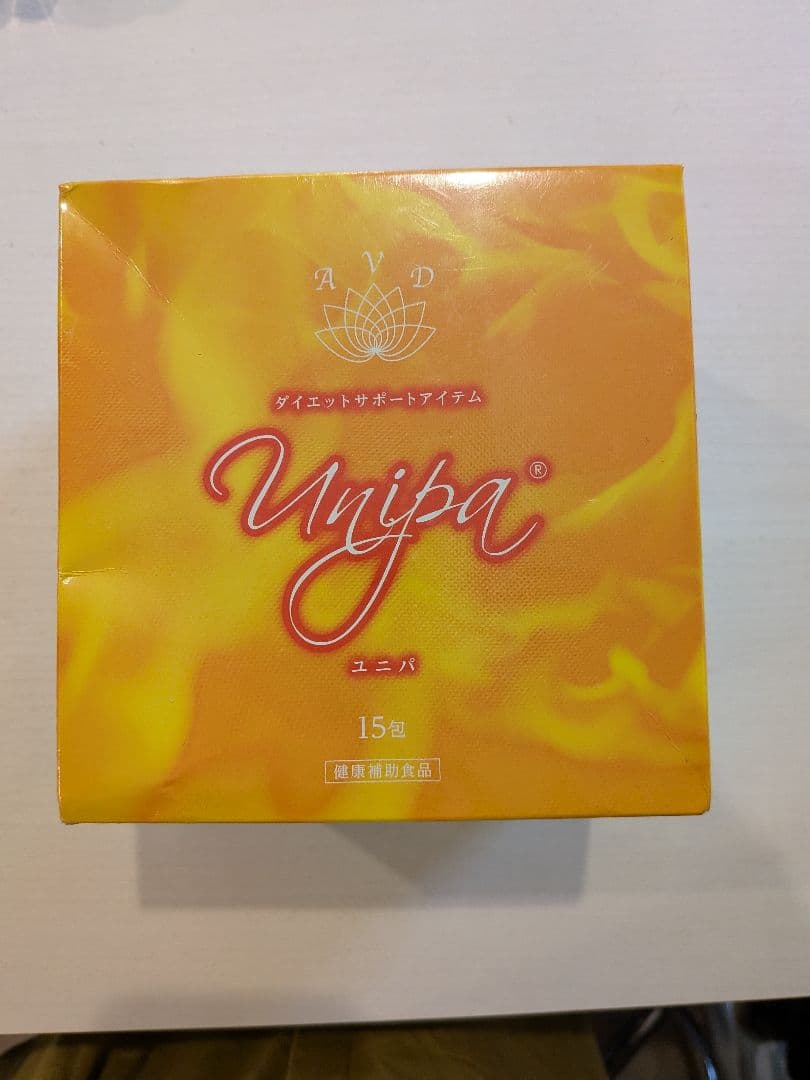 AVD
ダイエットサポートアイテム
Unipa®
ユニパ
15包
健康補助食品